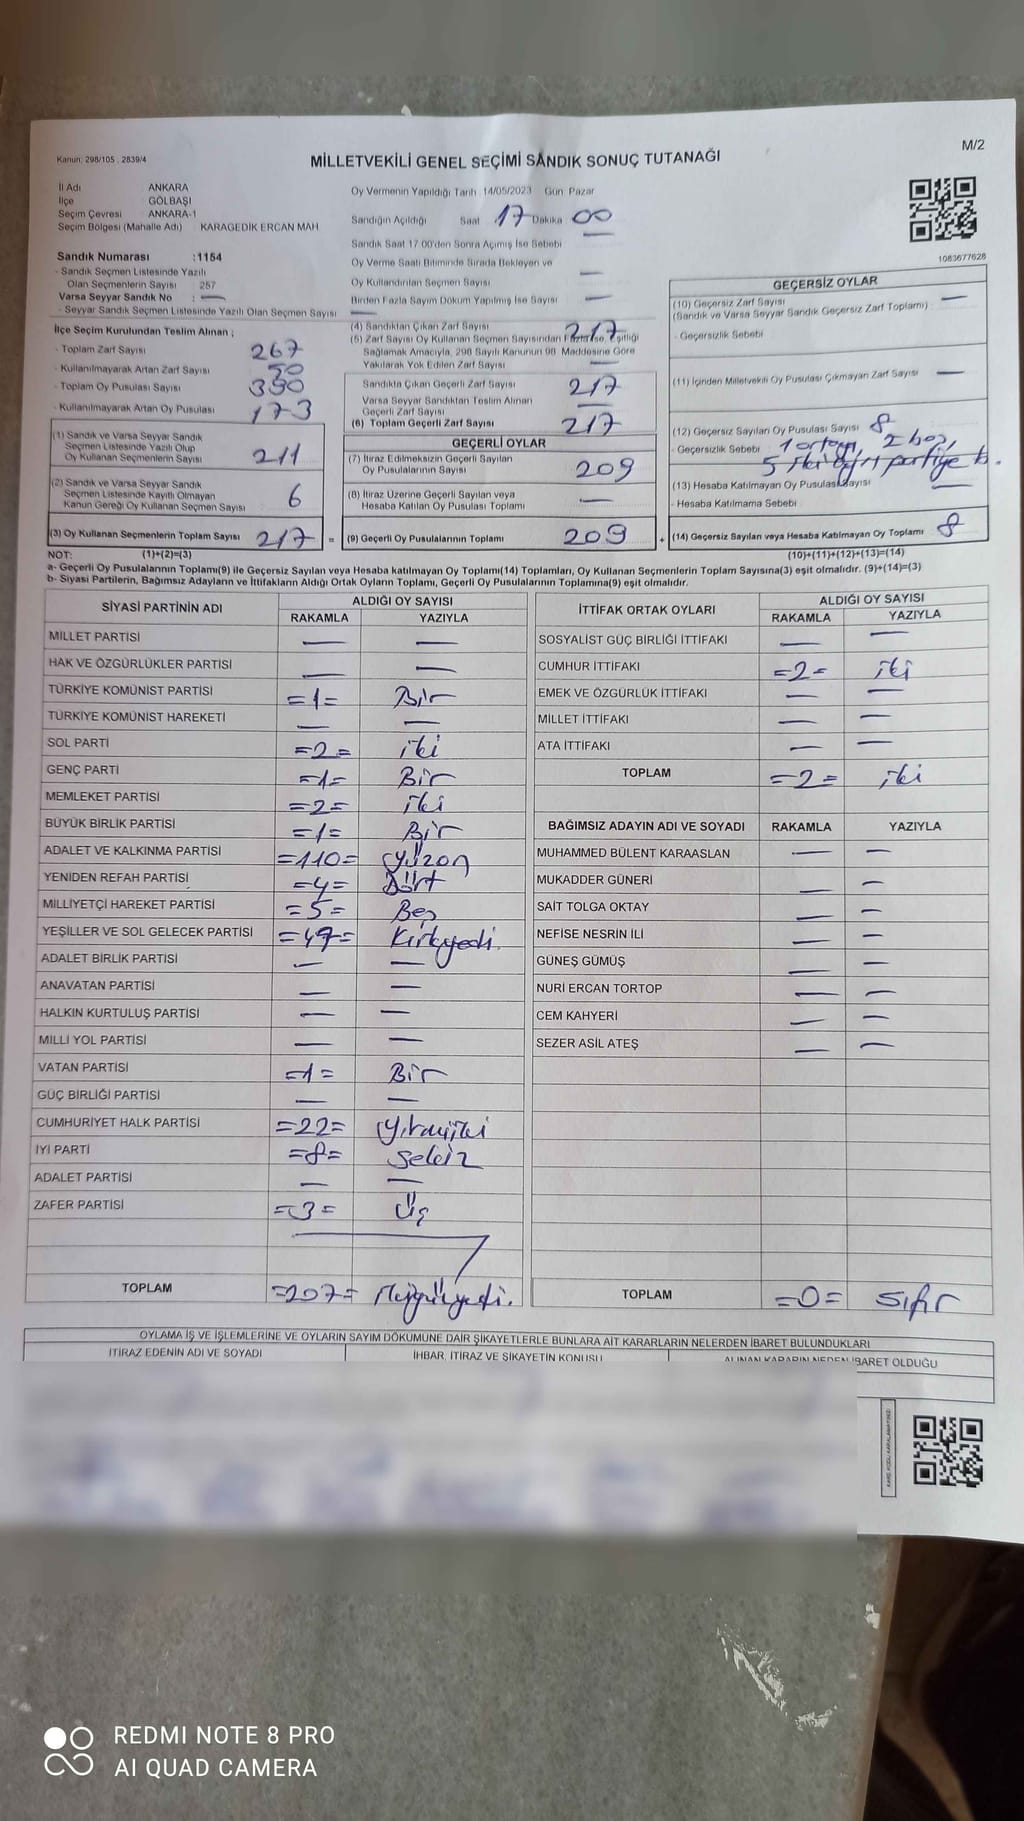 M/2
Kanun: 298/105 . 2839/4
MİLLETVEKİLİ GENEL SEÇİMİ SANDIK SONUÇ TUTANAĞI
İl Adı ANKARA
İlçe GÖLBAŞI
Seçim Çevresi ANKARA-1
Seçim Bölgesi (Mahalle Adı) KARAGEDİK ERCAN MAH
Sandık Numarası :1154
- Sandık Seçmen Listesinde Yazılı
Olan Seçmenlerin Sayısı 257
Varsa Seyyar Sandık No : —
- Seyyar Sandık Seçmen Listesinde Yazılı Olan Seçmen Sayısı —
Oy Vermenin Yapıldığı Tarih 14/05/2023 Gün Pazar
Sandığın Açıldığı Saat 17 Dakika 00
Sandık Saat 17:00'den Sonra Açımış İse Sebebi —
Oy Verme Saati Bitiminde Sırada Bekleyen ve
Oy Kullandırılan Seçmen Sayısı —
Birden Fazla Sayım Döküm Yapılmış İse Sayısı —
1083677628
İlçe Seçim Kurulundan Teslim Alınan ;
- Toplam Zarf Sayısı 267
- Kullanılmayarak Artan Zarf Sayısı 50
- Toplam Oy Pusulası Sayısı 390
- Kullanılmayarak Artan Oy Pusulası 173
(1) Sandık ve Varsa Seyyar Sandık
Seçmen Listesinde Yazılı Olup
Oy Kullanan Seçmenlerin Sayısı 211
(2) Sandık ve Varsa Seyyar Sandık
Seçmen Listesinde Kayıtlı Olmayan
Kanun Gereği Oy Kullanan Seçmen Sayısı 6
(3) Oy Kullanan Seçmenlerin Toplam Sayısı 217 =
(4) Sandıktan Çıkan Zarf Sayısı 217
(5) Zarf Sayısı Oy Kullanan Seçmen Sayısından Fazla İse, Eşitliği
Sağlamak Amacıyla, 298 Sayılı Kanunun 98 Maddesine Göre
Yakılarak Yok Edilen Zarf Sayısı —
Sandıkta Çıkan Geçerli Zarf Sayısı 217
Varsa Seyyar Sandıktan Teslim Alınan
Geçerli Zarf Sayısı —
(6) Toplam Geçerli Zarf Sayısı 217
GEÇERLİ OYLAR
(7) İtiraz Edilmeksizin Geçerli Sayılan
Oy Pusulalarının Sayısı 209
(8) İtiraz Üzerine Geçerli Sayılan veya
Hesaba Katılan Oy Pusulası Toplamı —
(9) Geçerli Oy Pusulalarının Toplamı 209 +
GEÇERSİZ OYLAR
(10) Geçersiz Zarf Sayısı —
(Sandık ve Varsa Seyyar Sandık Geçersiz Zarf Toplamı)
- Geçersizlik Sebebi
(11) İçinden Milletvekili Oy Pusulası Çıkmayan Zarf Sayısı —
(12) Geçersiz Sayılan Oy Pusulası Sayısı 8
- Geçersizlik Sebebi 1 ortam, 2 boş,
5
(13) Hesaba Katılmayan Oy Pusulası Sayısı —
- Hesaba Katılmama Sebebi
(14) Geçersiz Sayılan veya Hesaba Katılmayan Oy Toplamı 8
NOT: (1)+(2)=(3) (10)+(11)+(12)+(13)=(14)
a- Geçerli Oy Pusulalarının Toplamı(9) ile Geçersiz Sayılan veya Hesaba katılmayan Oy Toplamı(14) Toplamları, Oy Kullanan Seçmenlerin Toplam Sayısına(3) eşit olmalıdır. (9)+(14)=(3)
b- Siyasi Partilerin, Bağımsız Adayların ve İttifakların Aldığı Ortak Oyların Toplamı, Geçerli Oy Pusulalarının Toplamına(9) eşit olmalıdır.
SİYASİ PARTİNİN ADI ALDIĞI OY SAYISI
RAKAMLA YAZIYLA
MİLLET PARTİSİ — —
HAK VE ÖZGÜRLÜKLER PARTİSİ — —
TÜRKİYE KOMÜNİST PARTİSİ =1= Bir
TÜRKİYE KOMÜNİST HAREKETİ — —
SOL PARTİ =2= iki
GENÇ PARTİ =1= Bir
MEMLEKET PARTİSİ =2= iki
BÜYÜK BİRLİK PARTİSİ =1= Bir
ADALET VE KALKINMA PARTİSİ =110= yüzon
YENİDEN REFAH PARTİSİ =4= Dört
MİLLİYETÇİ HAREKET PARTİSİ =5= Beş
YEŞİLLER VE SOL GELECEK PARTİSİ =47= Kırkyedi.
ADALET BİRLİK PARTİSİ — —
ANAVATAN PARTİSİ — —
HALKIN KURTULUŞ PARTİSİ — —
MİLLİ YOL PARTİSİ — —
VATAN PARTİSİ =1= Bir
GÜÇ BİRLİĞİ PARTİSİ — —
CUMHURİYET HALK PARTİSİ =22= yirmiiki
İYİ PARTİ =8= sekiz
ADALET PARTİSİ — —
ZAFER PARTİSİ =3= üç
TOPLAM =207= ikiyüzyedi.
İTTİFAK ORTAK OYLARI ALDIĞI OY SAYISI
RAKAMLA YAZIYLA
SOSYALİST GÜÇ BİRLİĞİ İTTİFAKI — —
CUMHUR İTTİFAKI =2= iki
EMEK VE ÖZGÜRLÜK İTTİFAKI — —
MİLLET İTTİFAKI — —
ATA İTTİFAKI — —
TOPLAM =2= iki
BAĞIMSIZ ADAYIN ADI VE SOYADI RAKAMLA YAZIYLA
MUHAMMED BÜLENT KARAASLAN — —
MUKADDER GÜNERİ — —
SAİT TOLGA OKTAY — —
NEFİSE NESRİN İLİ — —
GÜNEŞ GÜMÜŞ — —
NURİ ERCAN TORTOP — —
CEM KAHYERİ — —
SEZER ASİL ATEŞ — —
TOPLAM =0= sıfır
OYLAMA İŞ VE İŞLEMLERİNE VE OYLARIN SAYIM DÖKÜMÜNE DAİR ŞİKAYETLERLE BUNLARA AİT KARARLARIN NELERDEN İBARET BULUNDUKLARI
İTİRAZ EDENİN ADI VE SOYADI İHBAR, İTİRAZ VE ŞİKAYETİN KONUSU ALINAN KARARIN NEDEN İBARET OLDUĞU
REDMI NOTE 8 PRO
AI QUAD CAMERA